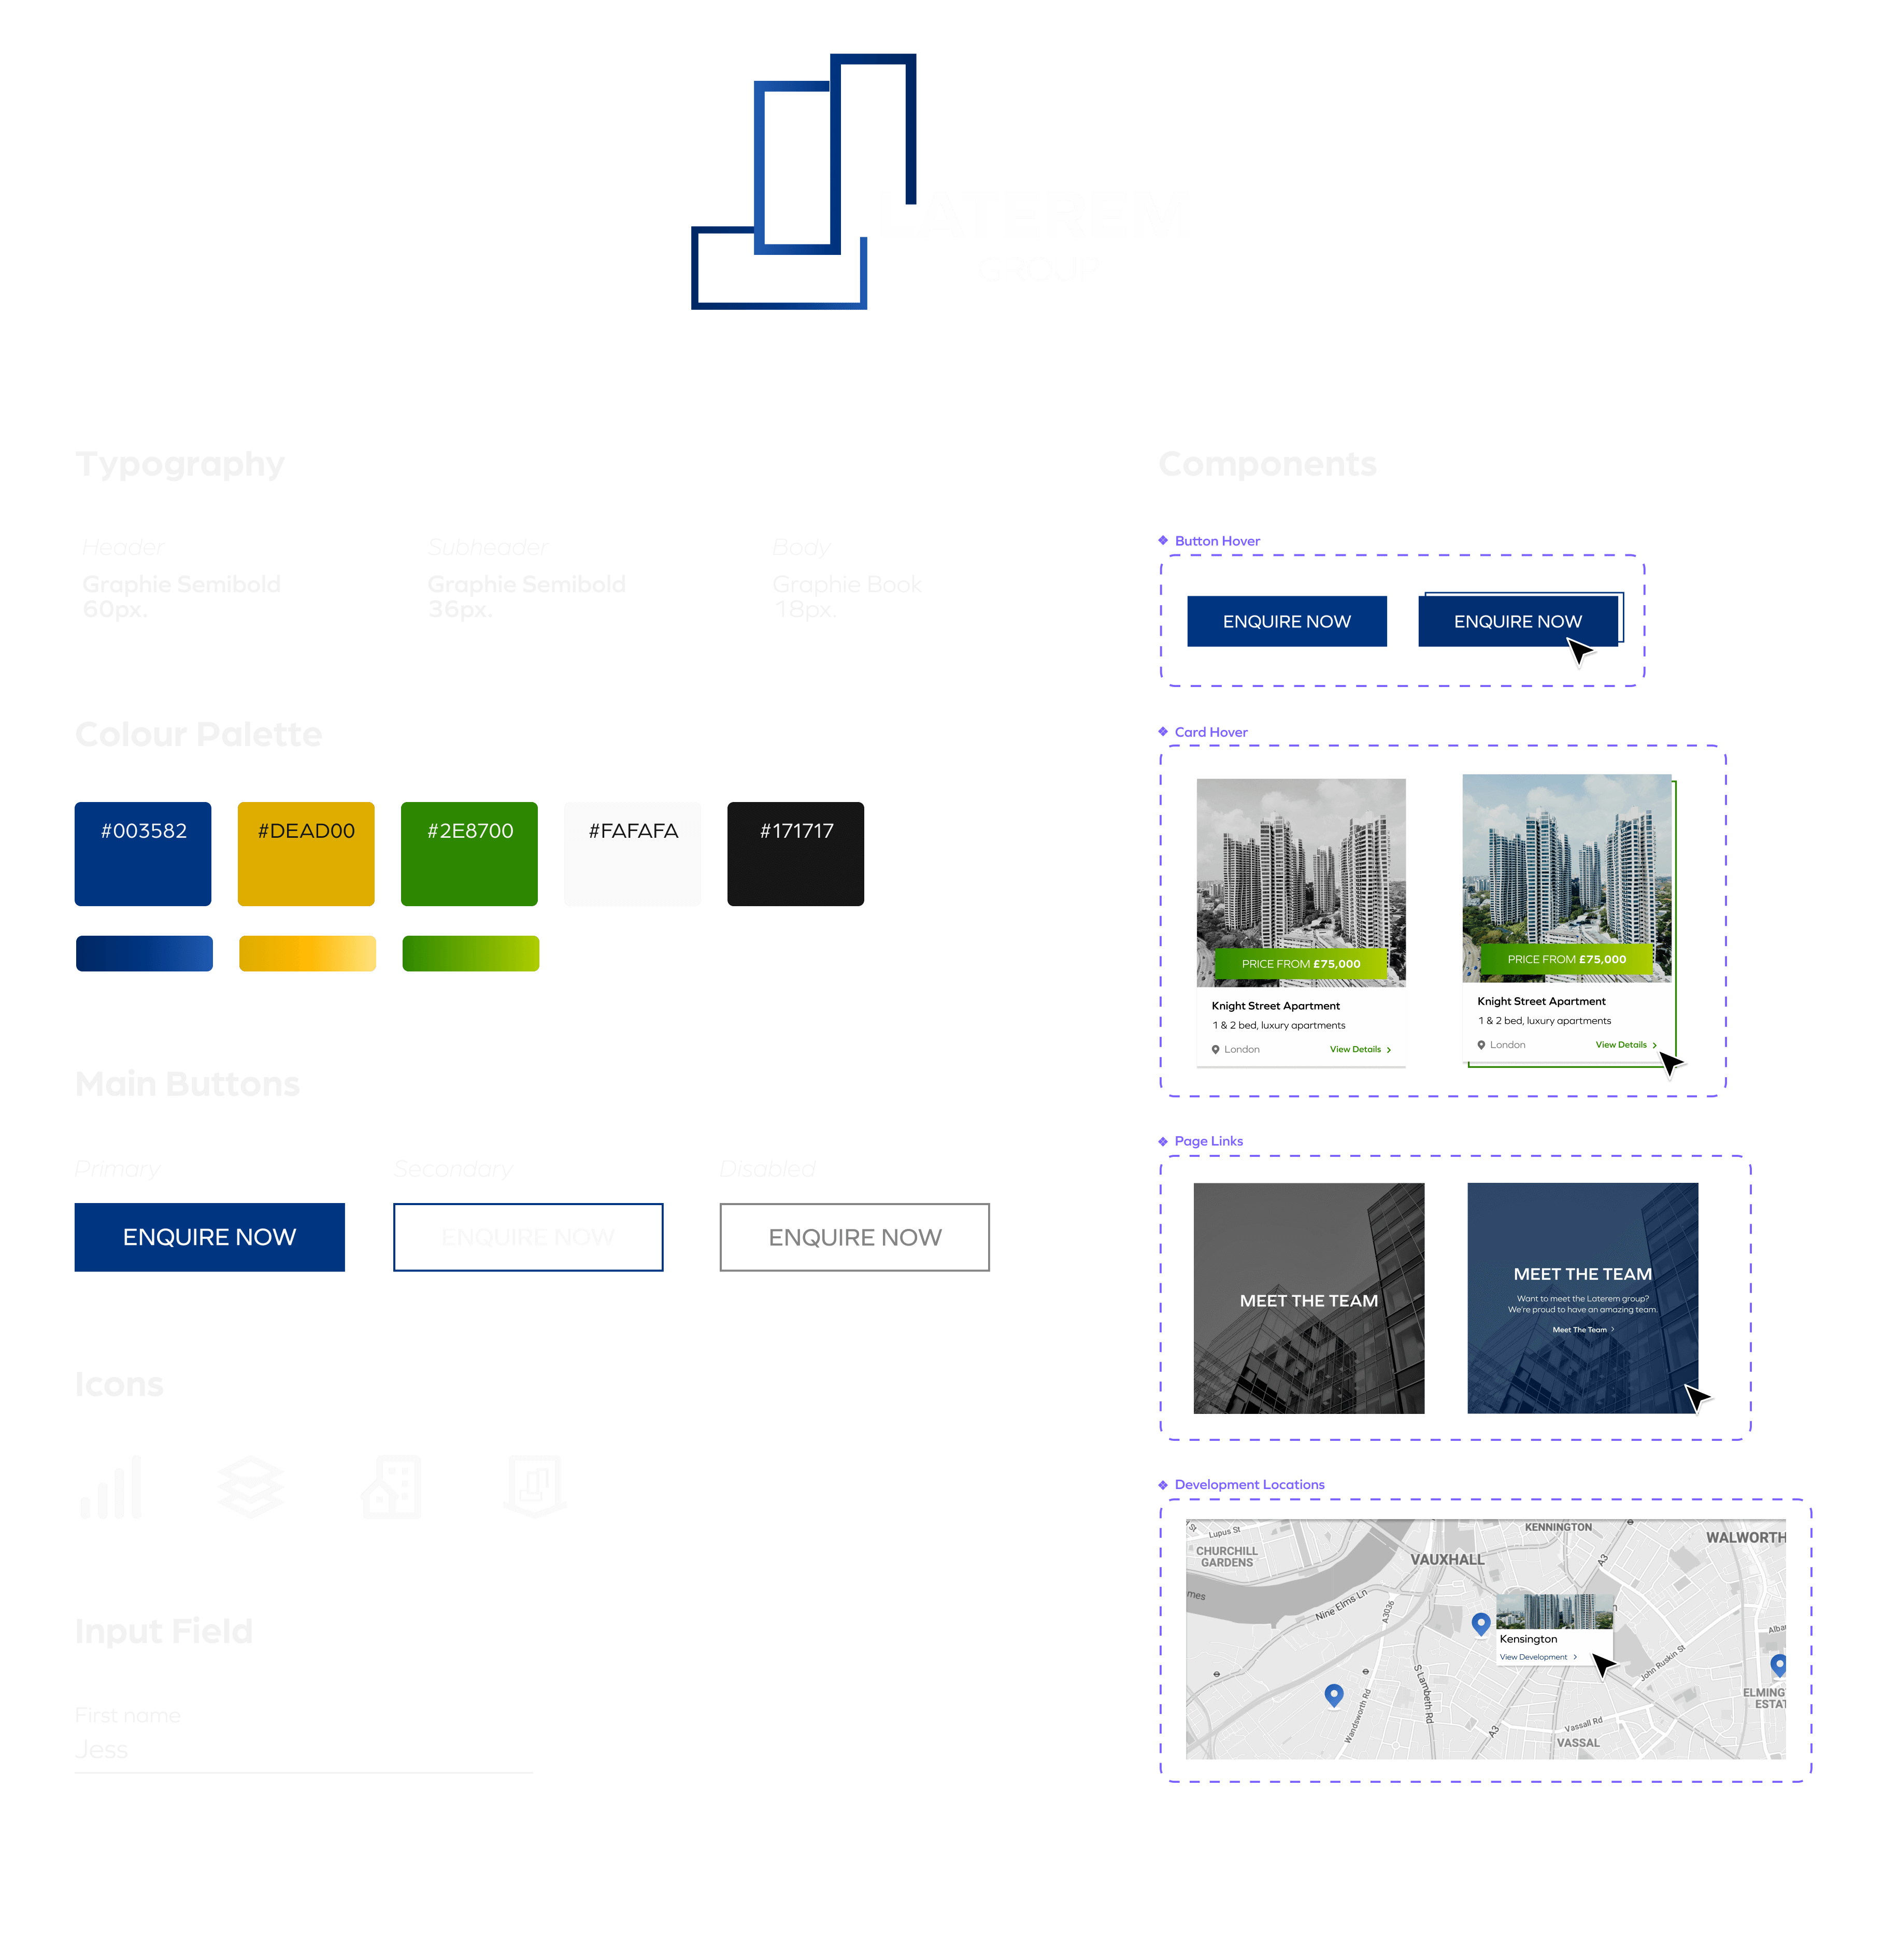 LATEREM
GROUP
Typography
Header
Graphie Semibold
60px.
Subheader
Graphie Semibold
36px.
Body
Graphie Book
18px.
Colour Palette
#003582
#DEAD00
#2E8700
#FAFAFA
#171717
Main Buttons
Primary
ENQUIRE NOW
Secondary
ENQUIRE NOW
Disabled
ENQUIRE NOW
Icons
Input Field
First name
Jess
Components
Button Hover
ENQUIRE NOW
ENQUIRE NOW
Card Hover
PRICE FROM £75,000
Knight Street Apartment
1 & 2 bed, luxury apartments
London
View Details
PRICE FROM £75,000
Knight Street Apartment
1 & 2 bed, luxury apartments
London
View Details
Page Links
MEET THE TEAM
MEET THE TEAM
Want to meet the Laterem group?
We're proud to have an amazing team.
Meet The Team
Development Locations
Lupus St
CHURCHILL
GARDENS
VAUXHALL
KENNINGTON
WALWORTH
A3
mes
Nine Elms Ln
A3036
Kensington
View Development
S Lambeth Rd
Wandsworth Rd
John Ruskin St
Albar
ELMING
ESTAT
A3
Vassall Rd
VASSAL